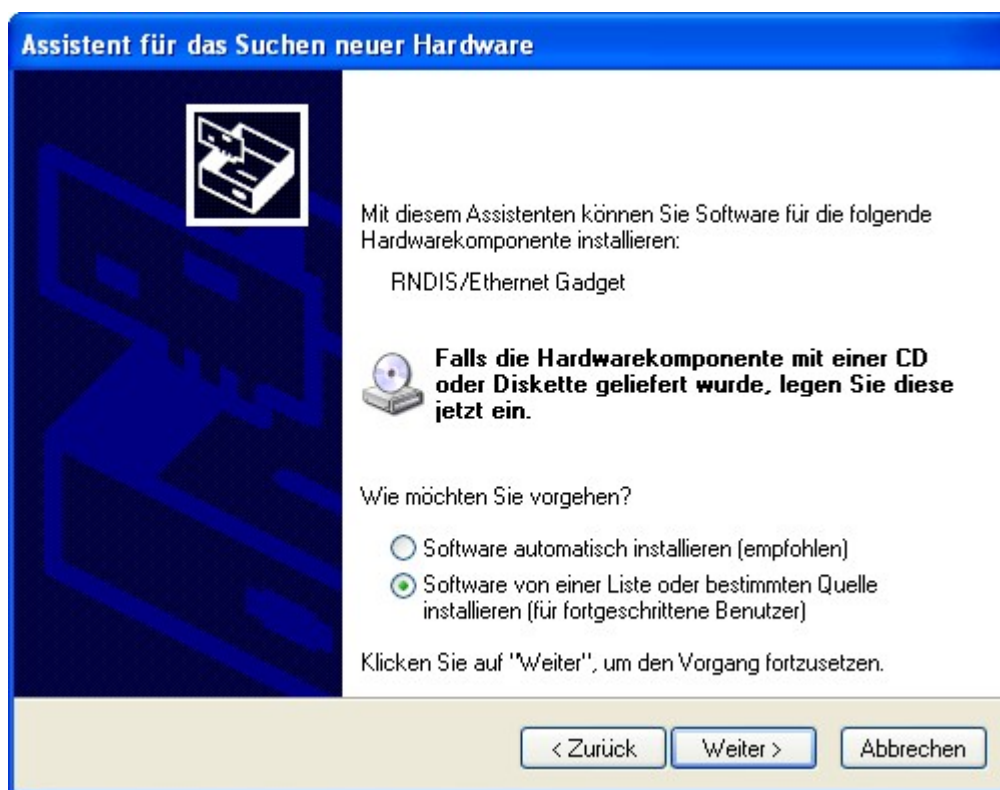 Assistent für das Suchen neuer Hardware
Mit diesem Assistenten können Sie Software für die folgende
Hardwarekomponente installieren:
RNDIS/Ethernet Gadget
Falls die Hardwarekomponente mit einer CD
oder Diskette geliefert wurde, legen Sie diese
jetzt ein.
Wie möchten Sie vorgehen?
Software automatisch installieren (empfohlen)
Software von einer Liste oder bestimmten Quelle
installieren (für fortgeschrittene Benutzer)
Klicken Sie auf "Weiter", um den Vorgang fortzusetzen.
< Zurück Weiter > Abbrechen